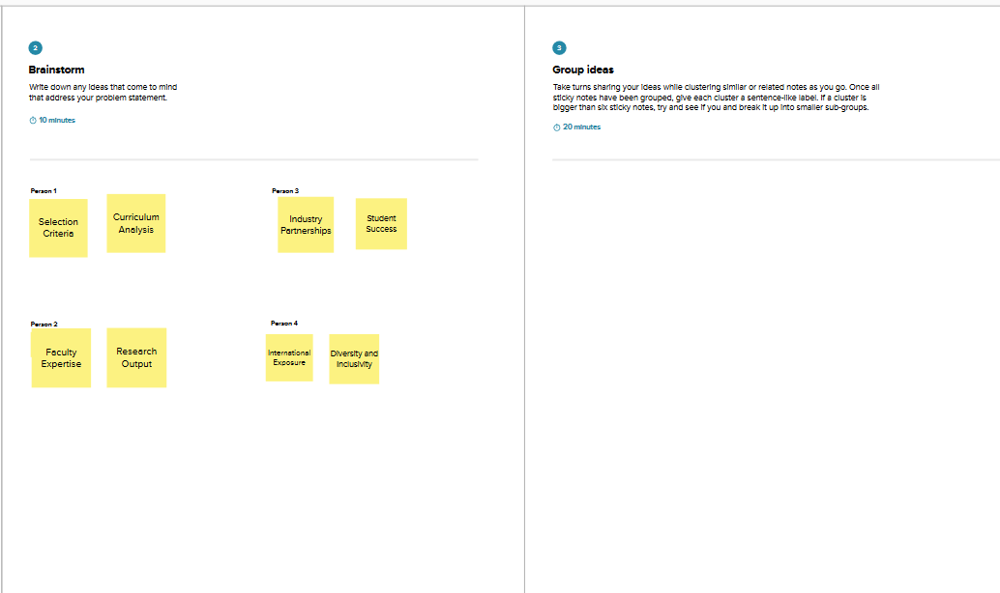 2
Brainstorm
Write down any ideas that come to mind
that address your problem statement.
10 minutes
Person 1
Selection
Criteria
Curriculum
Analysis
Person 3
Industry
Partnerships
Student
Success
Person 2
Faculty
Expertise
Research
Output
Person 4
International
Exposure
Diversity and
Inclusivity
3
Group ideas
Take turns sharing your ideas while clustering similar or related notes as you go. Once all
sticky notes have been grouped, give each cluster a sentence-like label. If a cluster is
bigger than six sticky notes, try and see if you and break it up into smaller sub-groups.
20 minutes